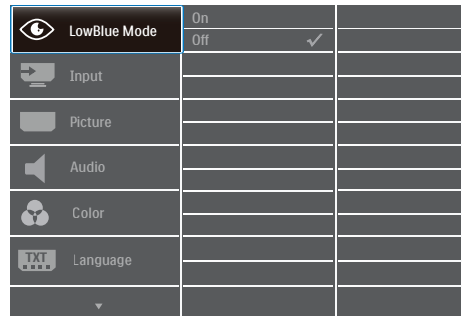 LowBlue Mode
On
Off
Input
Picture
Audio
Color
TXT
Language